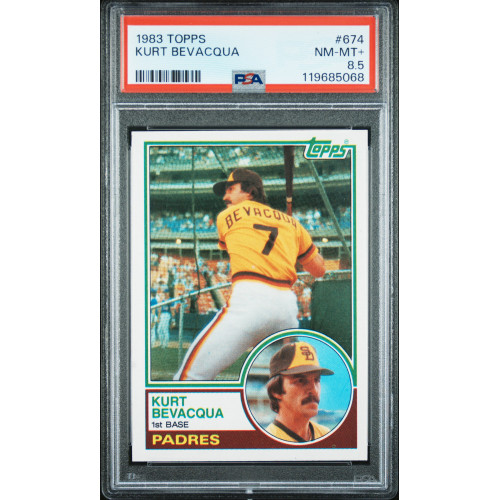 1983 TOPPS #674
KURT BEVACQUA NM-MT+
8.5
PSA 119685068
Topps
BEVACQUA
7
SD
KURT
BEVACQUA
1st BASE
PADRES
PSA